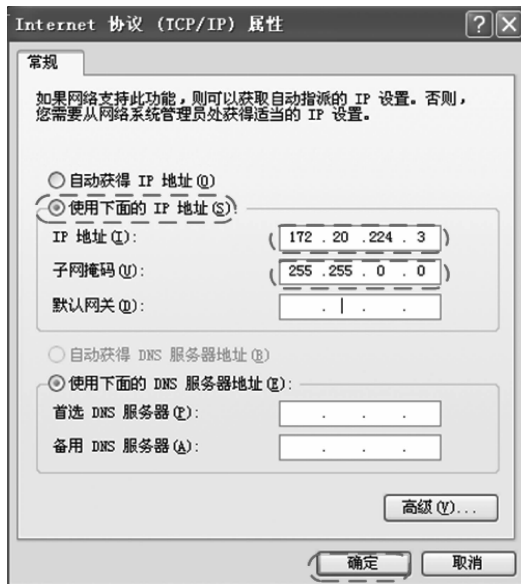 Internet 协议 (TCP/IP) 属性
常规
如果网络支持此功能,则可以获取自动指派的 IP 设置。否则,
您需要从网络系统管理员处获得适当的 IP 设置。
自动获得 IP 地址(O)
使用下面的 IP 地址(S):
IP 地址(I): 172 . 20 . 224 . 3
子网掩码(U): 255 . 255 . 0 . 0
默认网关(D): . . .
自动获得 DNS 服务器地址(B)
使用下面的 DNS 服务器地址(E):
首选 DNS 服务器(P): . . .
备用 DNS 服务器(A): . . .
高级(V)...
确定 取消